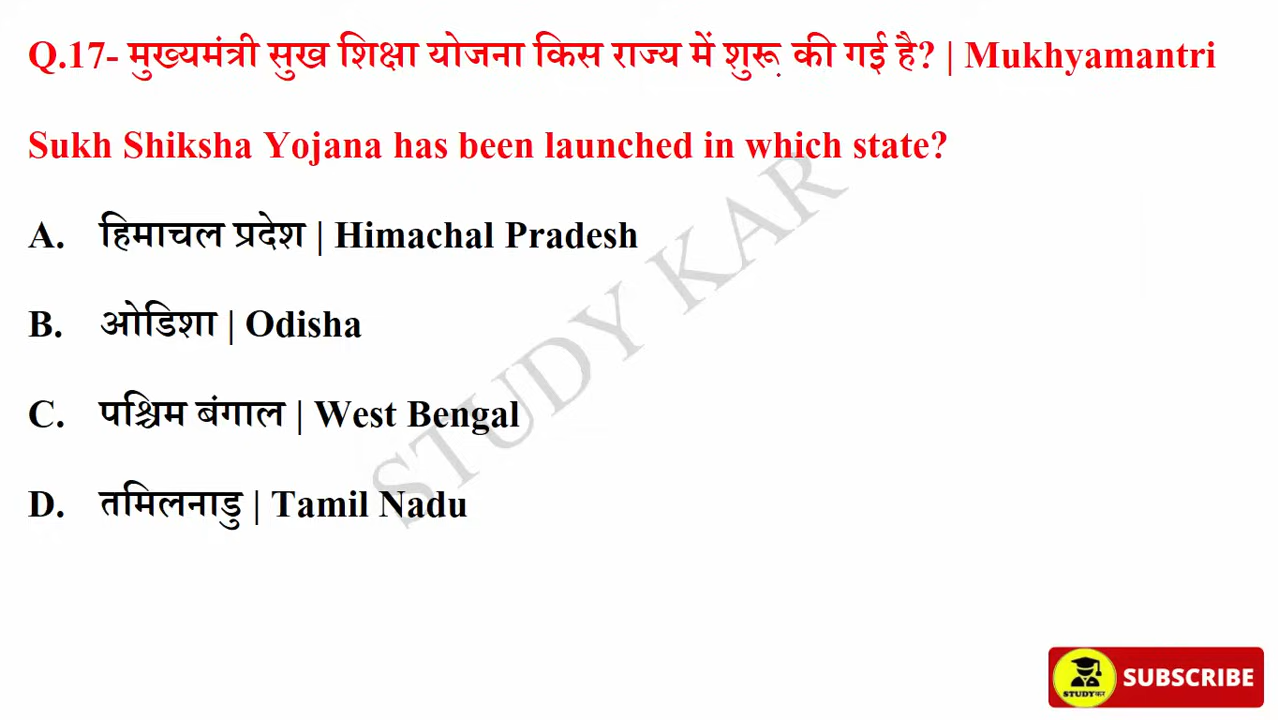 Q.17- मुख्यमंत्री सुख शिक्षा योजना किस राज्य में शुरू की गई है? | Mukhyamantri
Sukh Shiksha Yojana has been launched in which state?
A. हिमाचल प्रदेश | Himachal Pradesh
B. ओडिशा | Odisha
C. पश्चिम बंगाल | West Bengal
D. तमिलनाडु | Tamil Nadu
STUDY KAR
STUDYकर
SUBSCRIBE